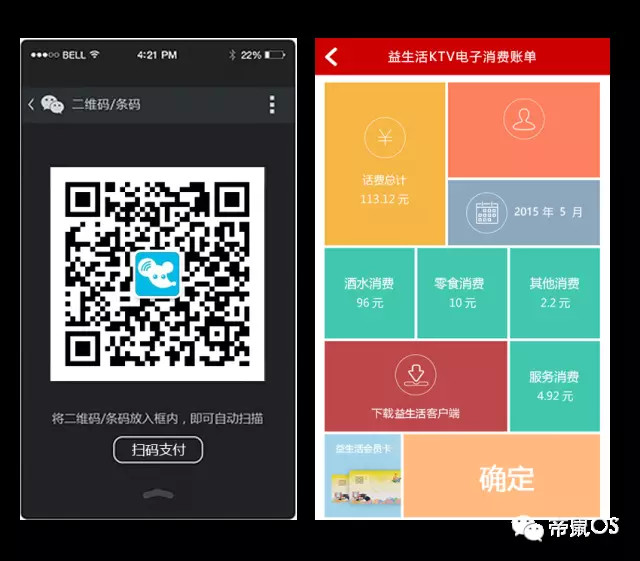 BELL
4:21 PM
22%
二维码/条码
将二维码/条码放入框内，即可自动扫描
扫码支付
益生活KTV电子消费账单
¥
话费总计
113.12 元
2015 年 5 月
酒水消费
96 元
零食消费
10 元
其他消费
2.2 元
下载益生活客户端
服务消费
4.92 元
益生活会员卡
确定
帝鼠OS